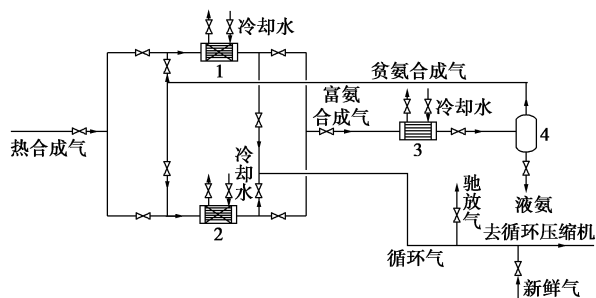 冷却水
1
贫氨合成气
富氨
合成气
冷却水
3
4
热合成气
冷
却
水
2
驰
放
气
液氨
去循环压缩机
循环气
新鲜气